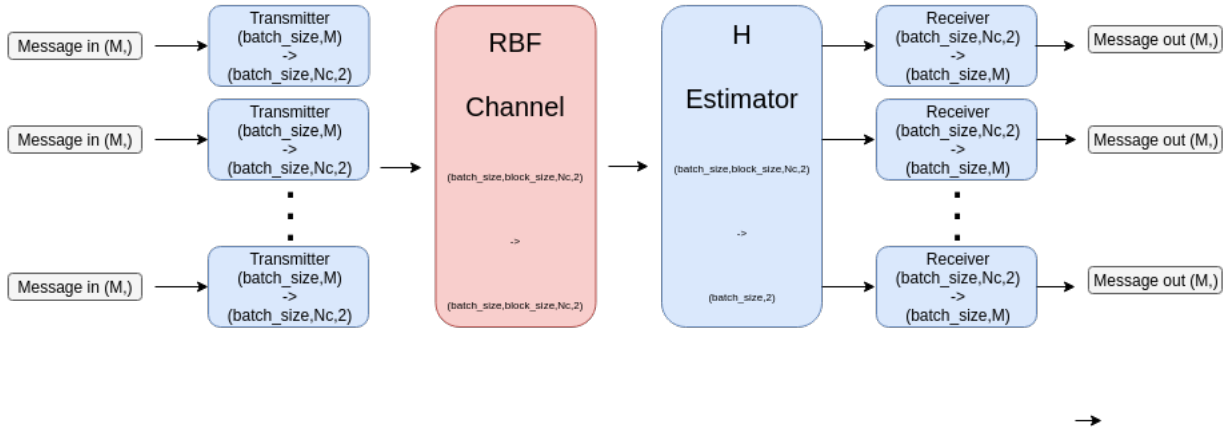 Message in (M,)
Transmitter
(batch_size,M)
->
(batch_size,Nc,2)
Message in (M,)
Transmitter
(batch_size,M)
->
(batch_size,Nc,2)
Message in (M,)
Transmitter
(batch_size,M)
->
(batch_size,Nc,2)
RBF
Channel
(batch_size,block_size,Nc,2)
->
(batch_size,block_size,Nc,2)
H
Estimator
(batch_size,block_size,Nc,2)
->
(batch_size,2)
Receiver
(batch_size,Nc,2)
->
(batch_size,M)
Message out (M,)
Receiver
(batch_size,Nc,2)
->
(batch_size,M)
Message out (M,)
Receiver
(batch_size,Nc,2)
->
(batch_size,M)
Message out (M,)